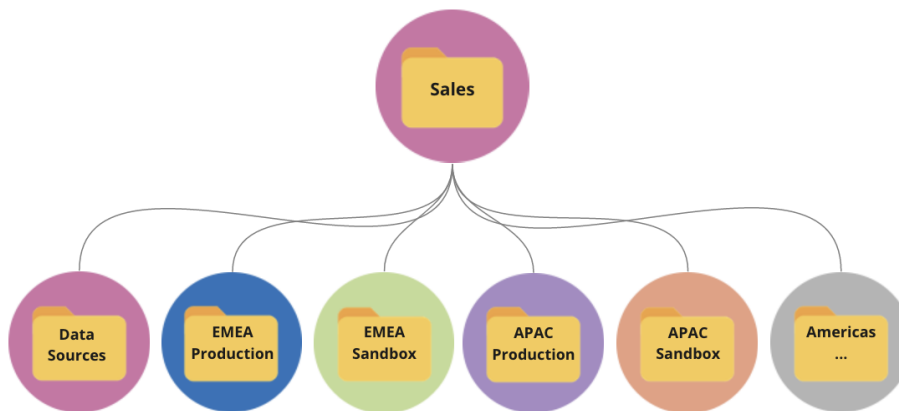 Sales
Data
Sources
EMEA
Production
EMEA
Sandbox
APAC
Production
APAC
Sandbox
Americas
...